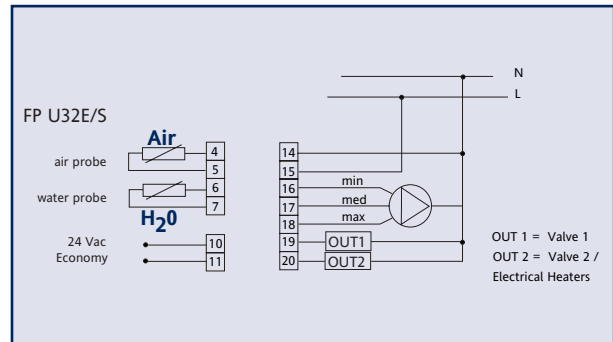 N
L
FP U32E/S
Air
air probe
4
5
water probe
6
7
H20
24 Vac
Economy
10
11
14
15
16
17
18
19
20
min
med
max
OUT1
OUT2
OUT 1 = Valve 1
OUT 2 = Valve 2 /
Electrical Heaters